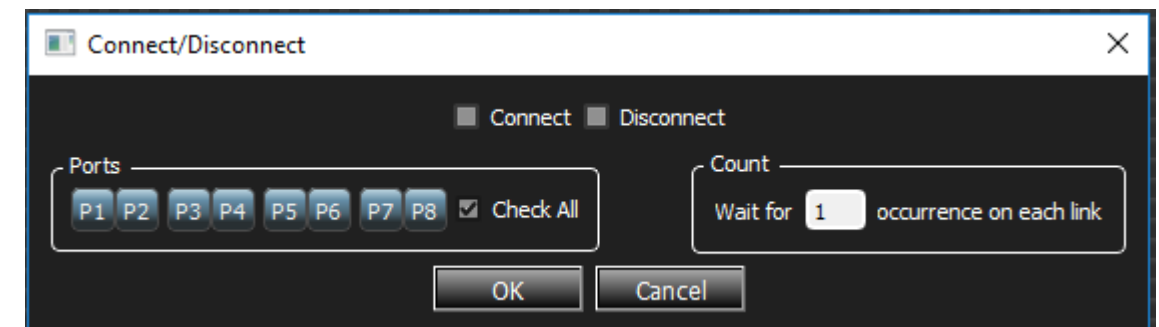 Connect/Disconnect
Connect Disconnect
Ports
P1 P2 P3 P4 P5 P6 P7 P8 Check All
Count
Wait for 1 occurrence on each link
OK Cancel